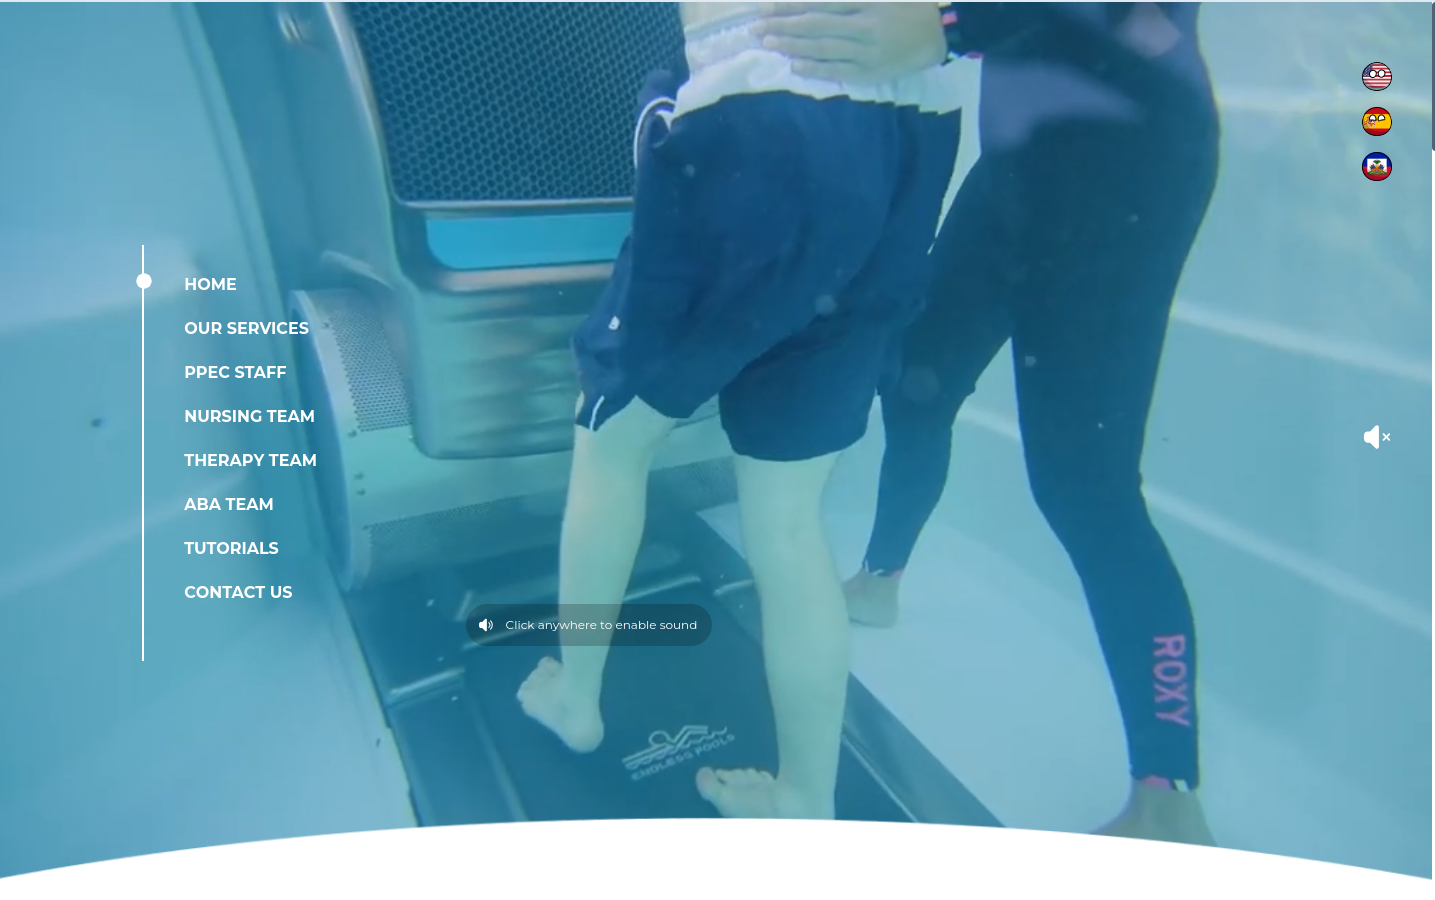 HOME
OUR SERVICES
PPEC STAFF
NURSING TEAM
THERAPY TEAM
ABA TEAM
TUTORIALS
CONTACT US
Click anywhere to enable sound
ROXY
ENDLESS POOLS